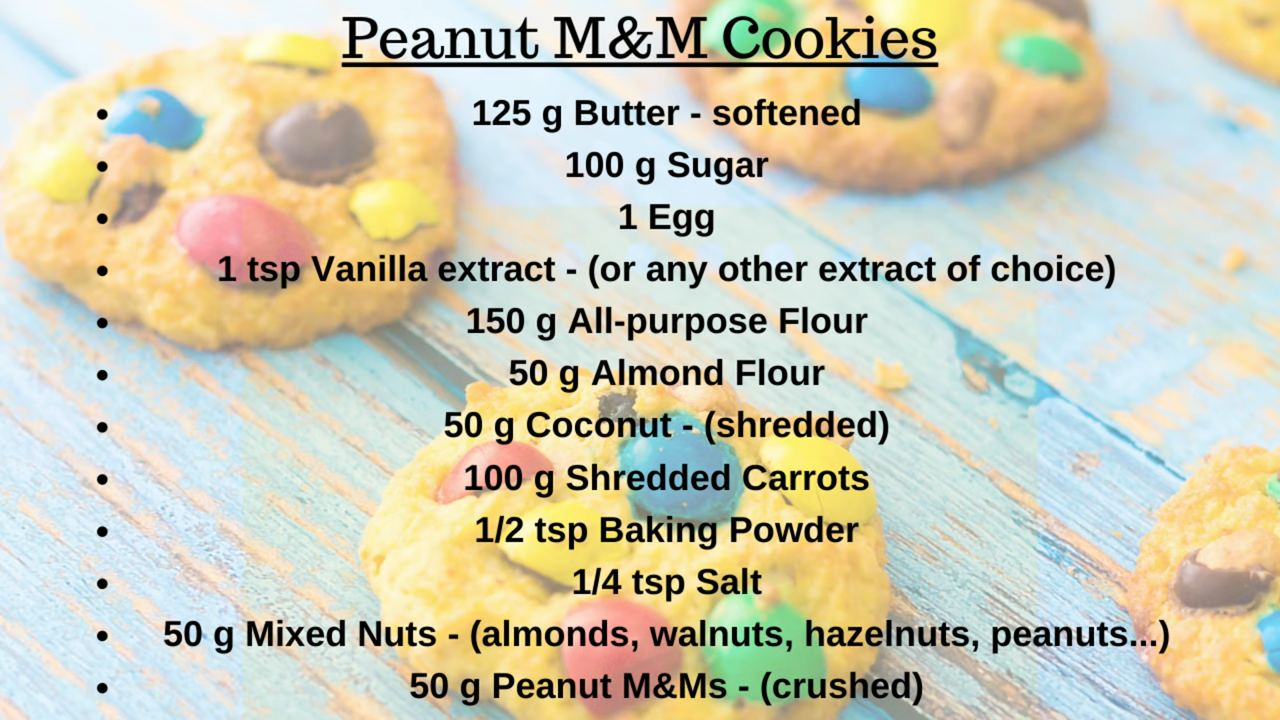 Peanut M&M Cookies
• 125 g Butter - softened
• 100 g Sugar
• 1 Egg
• 1 tsp Vanilla extract - (or any other extract of choice)
• 150 g All-purpose Flour
• 50 g Almond Flour
• 50 g Coconut - (shredded)
• 100 g Shredded Carrots
• 1/2 tsp Baking Powder
• 1/4 tsp Salt
• 50 g Mixed Nuts - (almonds, walnuts, hazelnuts, peanuts...)
• 50 g Peanut M&Ms - (crushed)